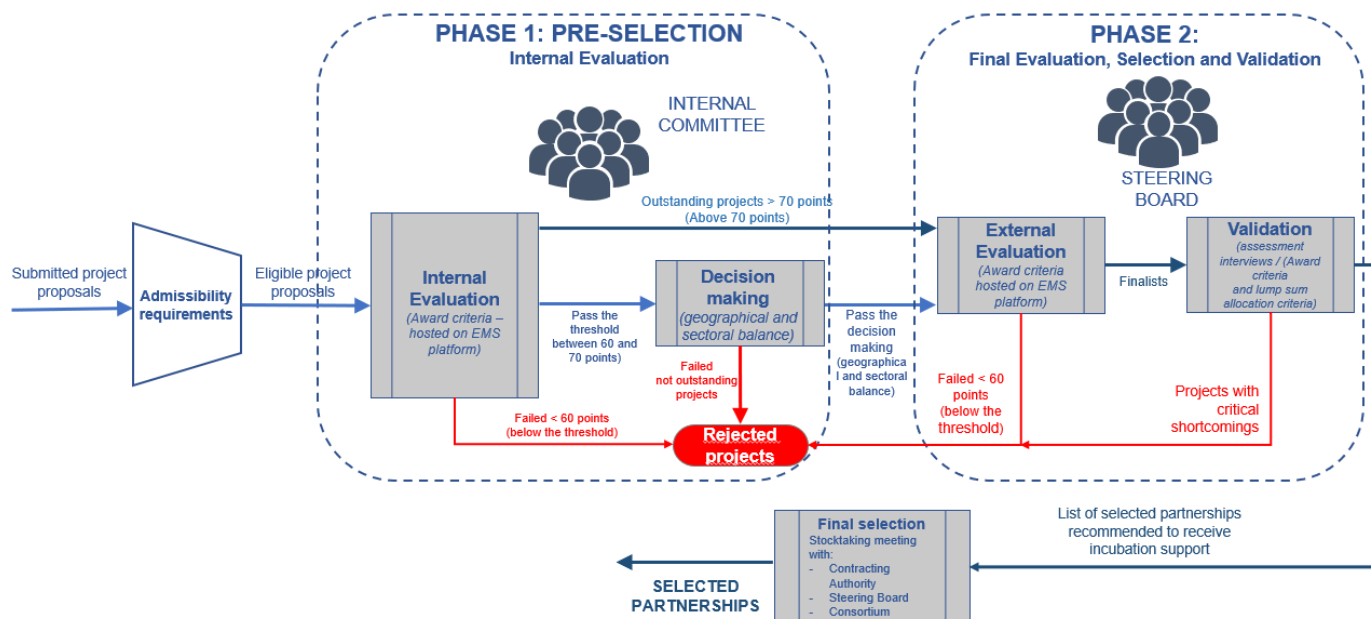 PHASE 1: PRE-SELECTION
Internal Evaluation
INTERNAL
COMMITTEE
PHASE 2:
Final Evaluation, Selection and Validation
STEERING
BOARD
Submitted project
proposals
Admissibility
requirements
Eligible project
proposals
Internal
Evaluation
(Award criteria –
hosted on EMS
platform)
Outstanding projects > 70 points
(Above 70 points)
Pass the
threshold
between 60 and
70 points
Decision
making
(geographical and
sectoral balance)
Failed
not outstanding
projects
Failed < 60 points
(below the threshold)
Rejected
projects
Pass the
decision
making
(geographica
l and sectoral
balance)
External
Evaluation
(Award criteria
hosted on EMS
platform)
Finalists
Validation
(assessment
interviews / (Award
criteria
and lump sum
allocation criteria)
Failed < 60
points
(below the
threshold)
Projects with
critical
shortcomings
List of selected partnerships
recommended to receive
incubation support
Final selection
Stocktaking meeting
with:
- Contracting
Authority
- Steering Board
- Consortium
SELECTED
PARTNERSHIPS